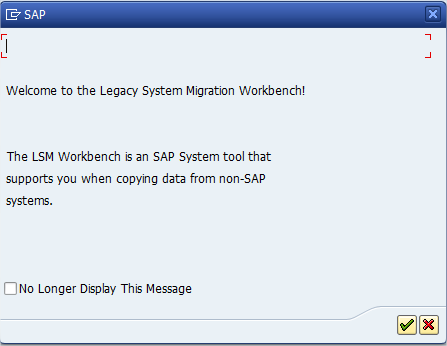 SAP
Welcome to the Legacy System Migration Workbench!
The LSM Workbench is an SAP System tool that
supports you when copying data from non-SAP
systems.
No Longer Display This Message